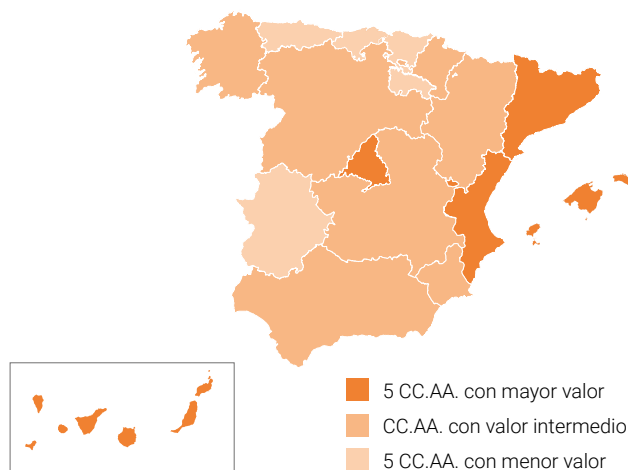 5 CC.AA. con mayor valor
CC.AA. con valor intermedio
5 CC.AA. con menor valor